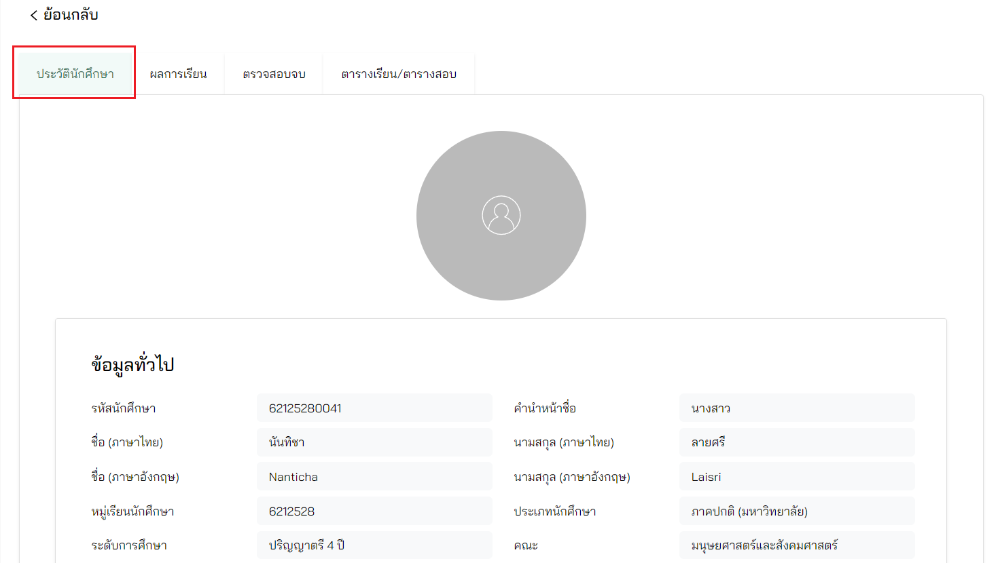 ย้อนกลับ
ประวัตินักศึกษา ผลการเรียน ตรวจสอบจบ ตารางเรียน/ตารางสอบ
ข้อมูลทั่วไป
รหัสนักศึกษา 62125280041 คำนำหน้าชื่อ นางสาว
ชื่อ (ภาษาไทย) นันทิชา นามสกุล (ภาษาไทย) ลายศรี
ชื่อ (ภาษาอังกฤษ) Nanticha นามสกุล (ภาษาอังกฤษ) Laisri
หมู่เรียนนักศึกษา 6212528 ประเภทนักศึกษา ภาคปกติ (มหาวิทยาลัย)
ระดับการศึกษา ปริญญาตรี 4 ปี คณะ มนุษยศาสตร์และสังคมศาสตร์